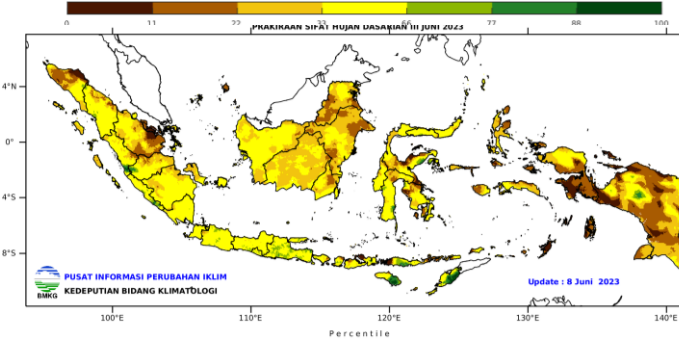 0 11 22 33 66 77 88 100
PRAKIRAAN SIFAT HUJAN DASARIAN III JUNI 2023
4°N
0°
4°S
8°S
PUSAT INFORMASI PERUBAHAN IKLIM
KEDEPUTIAN BIDANG KLIMATOLOGI
BMKG
Update : 8 Juni 2023
100°E 110°E 120°E 130°E 140°E
Percentile